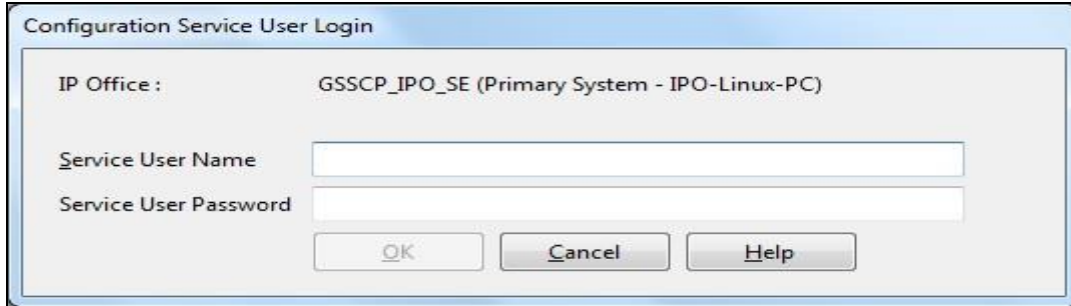 Configuration Service User Login
IP Office : GSSCP_IPO_SE (Primary System - IPO-Linux-PC)
Service User Name
Service User Password
OK Cancel Help